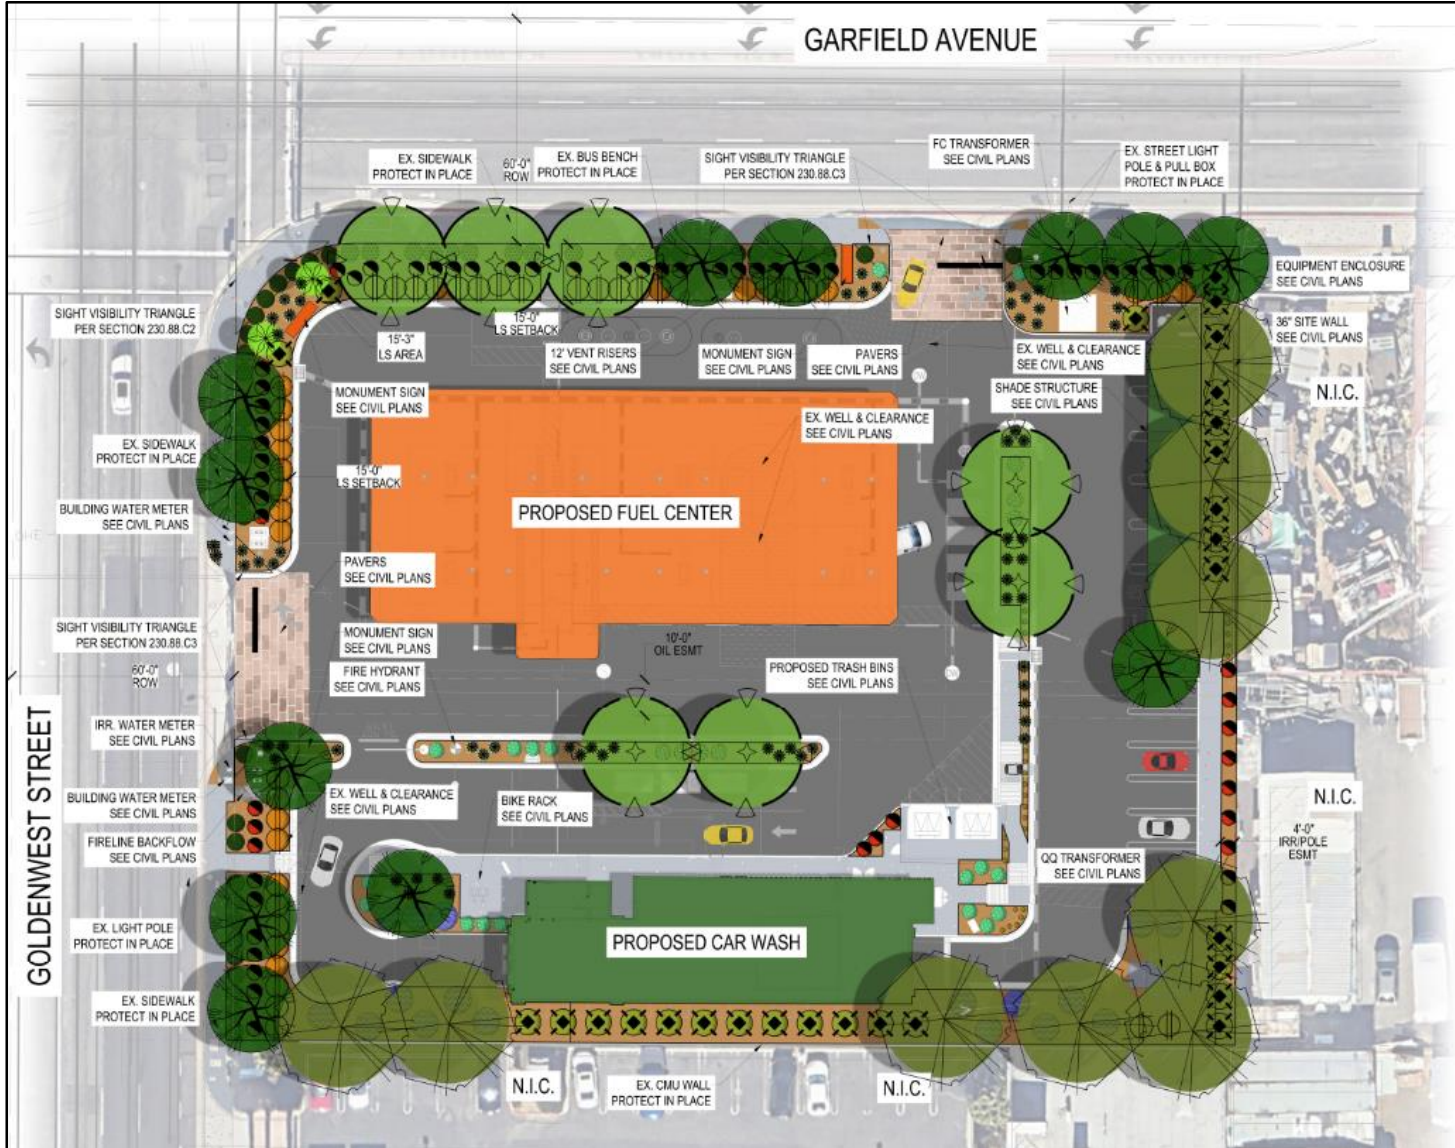 GARFIELD AVENUE
EX. SIDEWALK
PROTECT IN PLACE
60'-0"
ROW
EX. BUS BENCH
PROTECT IN PLACE
SIGHT VISIBILITY TRIANGLE
PER SECTION 230.88.C3
FC TRANSFORMER
SEE CIVIL PLANS
EX. STREET LIGHT
POLE & PULL BOX
PROTECT IN PLACE
EQUIPMENT ENCLOSURE
SEE CIVIL PLANS
SIGHT VISIBILITY TRIANGLE
PER SECTION 230.88.C2
15'-3"
LS AREA
15'-0"
LS SETBACK
12' VENT RISERS
SEE CIVIL PLANS
MONUMENT SIGN
SEE CIVIL PLANS
PAVERS
SEE CIVIL PLANS
EX. WELL & CLEARANCE
SEE CIVIL PLANS
36" SITE WALL
SEE CIVIL PLANS
N.I.C.
MONUMENT SIGN
SEE CIVIL PLANS
SHADE STRUCTURE
SEE CIVIL PLANS
EX. WELL & CLEARANCE
SEE CIVIL PLANS
EX. SIDEWALK
PROTECT IN PLACE
15'-0"
LS SETBACK
BUILDING WATER METER
SEE CIVIL PLANS
PROPOSED FUEL CENTER
PAVERS
SEE CIVIL PLANS
SIGHT VISIBILITY TRIANGLE
PER SECTION 230.88.C3
MONUMENT SIGN
SEE CIVIL PLANS
10'-0"
OIL ESMT
60'-0"
ROW
FIRE HYDRANT
SEE CIVIL PLANS
PROPOSED TRASH BINS
SEE CIVIL PLANS
GOLDENWEST STREET
IRR. WATER METER
SEE CIVIL PLANS
BUILDING WATER METER
SEE CIVIL PLANS
EX. WELL & CLEARANCE
SEE CIVIL PLANS
BIKE RACK
SEE CIVIL PLANS
N.I.C.
4'-0"
IRR/POLE
ESMT
FIRELINE BACKFLOW
SEE CIVIL PLANS
QQ TRANSFORMER
SEE CIVIL PLANS
EX. LIGHT POLE
PROTECT IN PLACE
PROPOSED CAR WASH
EX. SIDEWALK
PROTECT IN PLACE
N.I.C.
EX. CMU WALL
PROTECT IN PLACE
N.I.C.